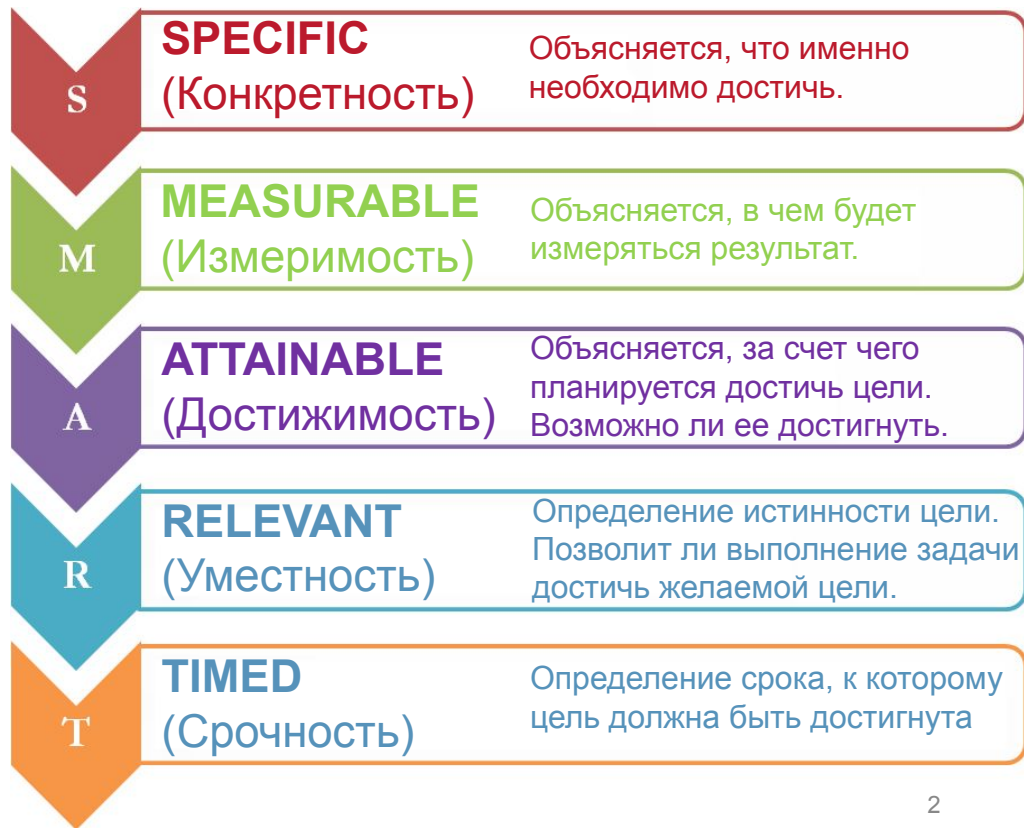 S
SPECIFIC
(Конкретность)
Объясняется, что именно
необходимо достичь.
M
MEASURABLE
(Измеримость)
Объясняется, в чем будет
измеряться результат.
A
ATTAINABLE
(Достижимость)
Объясняется, за счет чего
планируется достичь цели.
Возможно ли ее достигнуть.
R
RELEVANT
(Уместность)
Определение истинности цели.
Позволит ли выполнение задачи
достичь желаемой цели.
T
TIMED
(Срочность)
Определение срока, к которому
цель должна быть достигнута
2